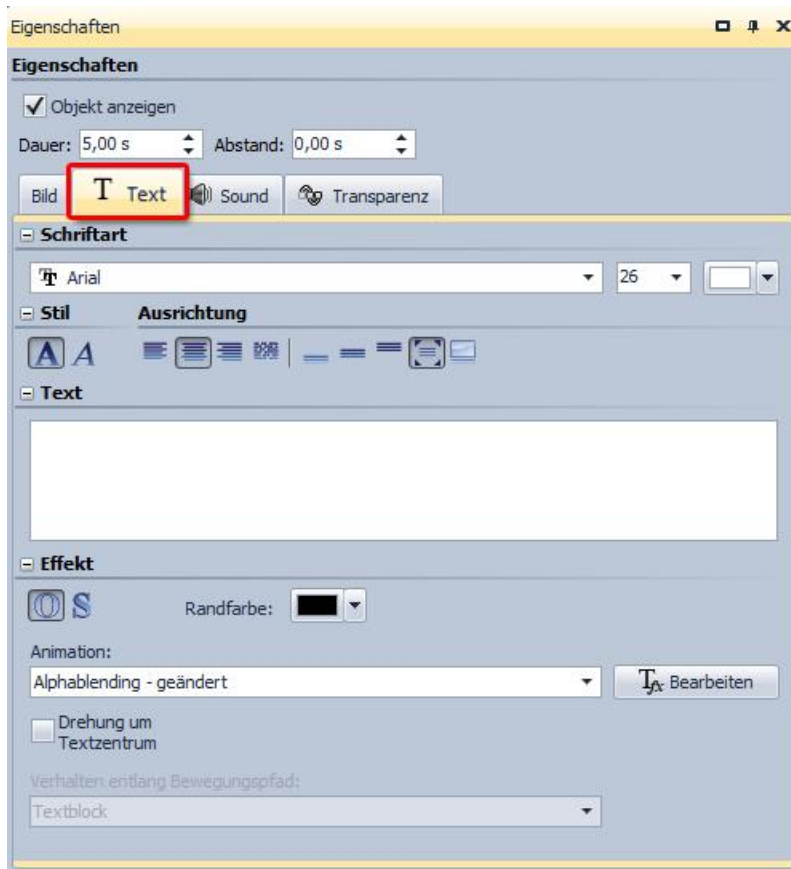 Eigenschaften
Eigenschaften
Objekt anzeigen
Dauer: 5,00 s Abstand: 0,00 s
Bild T Text Sound Transparenz
Schriftart
Arial 26
Stil Ausrichtung
A A
Text
Effekt
O S Randfarbe:
Animation:
Alphablending - geändert Tfx Bearbeiten
Drehung um
Textzentrum
Verhalten entlang Bewegungspfad:
Textblock